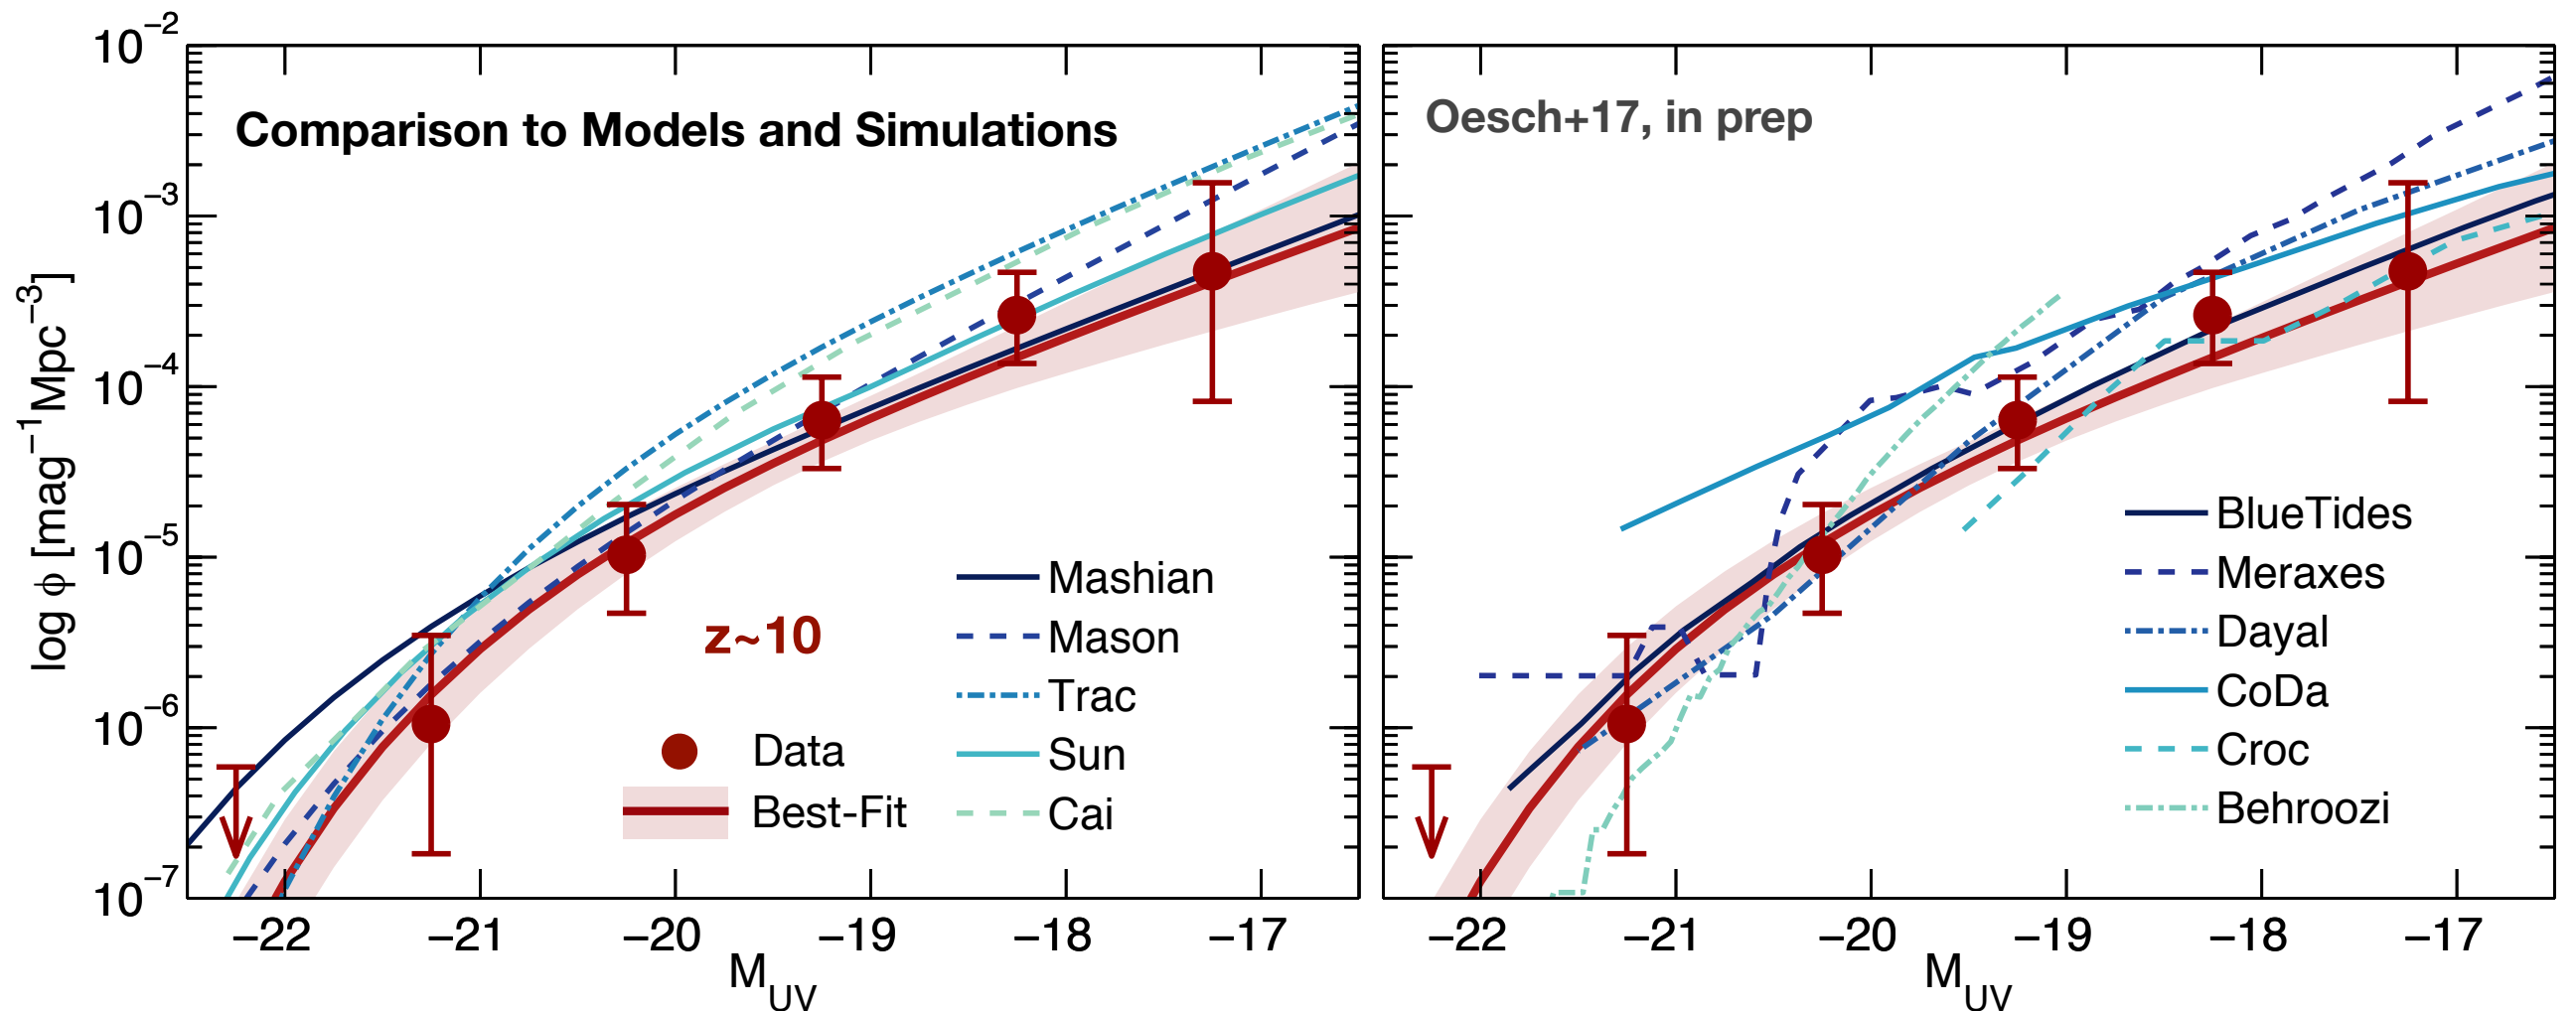 10⁻²
10⁻³
10⁻⁴
10⁻⁵
10⁻⁶
10⁻⁷
log ϕ [mag⁻¹Mpc⁻³]
Comparison to Models and Simulations
z~10
Data
Best-Fit
Mashian
Mason
Trac
Sun
Cai
−22 −21 −20 −19 −18 −17
M_UV
Oesch+17, in prep
BlueTides
Meraxes
Dayal
CoDa
Croc
Behroozi
−22 −21 −20 −19 −18 −17
M_UV